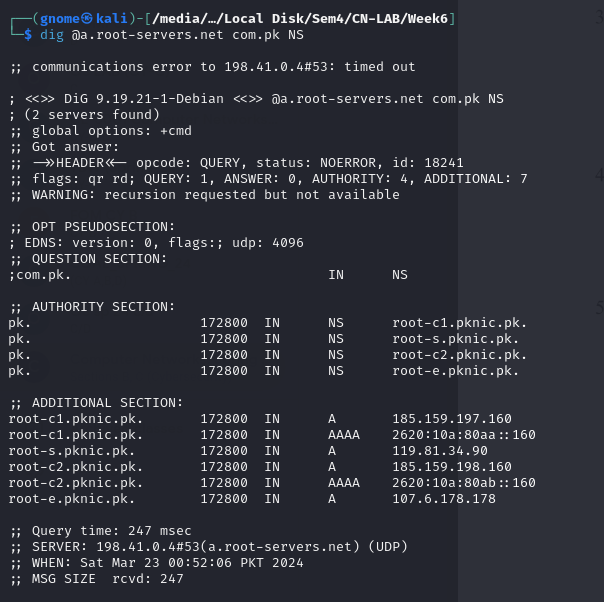 ┌──(gnome㉿kali)-[/media/…/Local Disk/Sem4/CN-LAB/Week6]
└─$ dig @a.root-servers.net com.pk NS
;; communications error to 198.41.0.4#53: timed out
; <<>> DiG 9.19.21-1-Debian <<>> @a.root-servers.net com.pk NS
; (2 servers found)
;; global options: +cmd
;; Got answer:
;; ->>HEADER<<- opcode: QUERY, status: NOERROR, id: 18241
;; flags: qr rd; QUERY: 1, ANSWER: 0, AUTHORITY: 4, ADDITIONAL: 7
;; WARNING: recursion requested but not available
;; OPT PSEUDOSECTION:
; EDNS: version: 0, flags:; udp: 4096
;; QUESTION SECTION:
;com.pk. IN NS
;; AUTHORITY SECTION:
pk. 172800 IN NS root-c1.pknic.pk.
pk. 172800 IN NS root-s.pknic.pk.
pk. 172800 IN NS root-c2.pknic.pk.
pk. 172800 IN NS root-e.pknic.pk.
;; ADDITIONAL SECTION:
root-c1.pknic.pk. 172800 IN A 185.159.197.160
root-c1.pknic.pk. 172800 IN AAAA 2620:10a:80aa::160
root-s.pknic.pk. 172800 IN A 119.81.34.90
root-c2.pknic.pk. 172800 IN A 185.159.198.160
root-c2.pknic.pk. 172800 IN AAAA 2620:10a:80ab::160
root-e.pknic.pk. 172800 IN A 107.6.178.178
;; Query time: 247 msec
;; SERVER: 198.41.0.4#53(a.root-servers.net) (UDP)
;; WHEN: Sat Mar 23 00:52:06 PKT 2024
;; MSG SIZE rcvd: 247